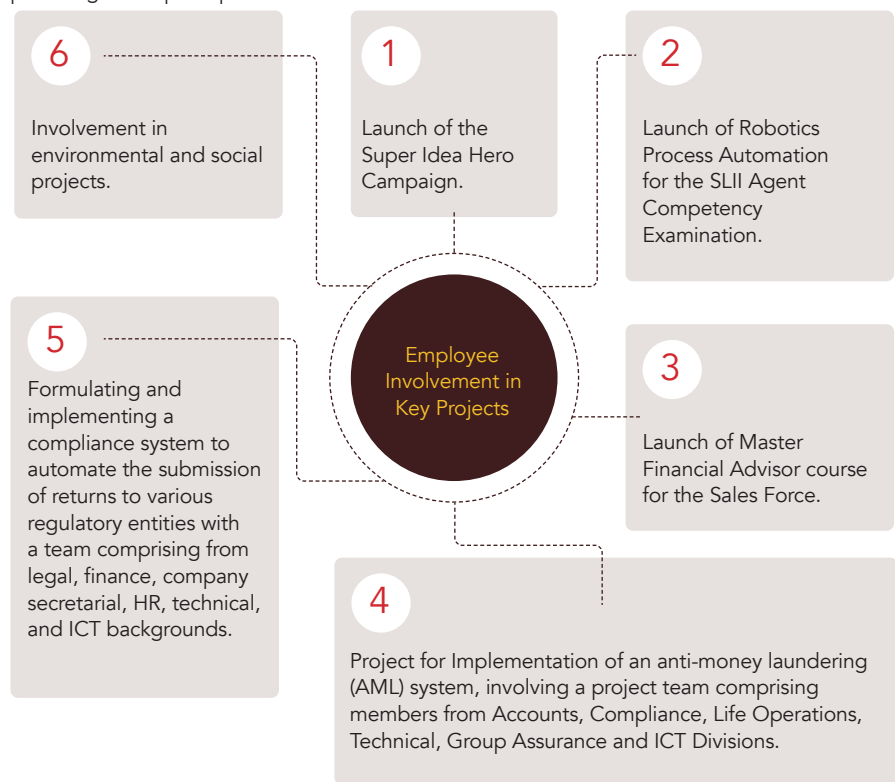 6
Involvement in
environmental and social
projects.
1
Launch of the
Super Idea Hero
Campaign.
2
Launch of Robotics
Process Automation
for the SLII Agent
Competency
Examination.
Employee
Involvement in
Key Projects
3
Launch of Master
Financial Advisor course
for the Sales Force.
5
Formulating and
implementing a
compliance system to
automate the submission
of returns to various
regulatory entities with
a team comprising from
legal, finance, company
secretarial, HR, technical,
and ICT backgrounds.
4
Project for Implementation of an anti-money laundering
(AML) system, involving a project team comprising
members from Accounts, Compliance, Life Operations,
Technical, Group Assurance and ICT Divisions.